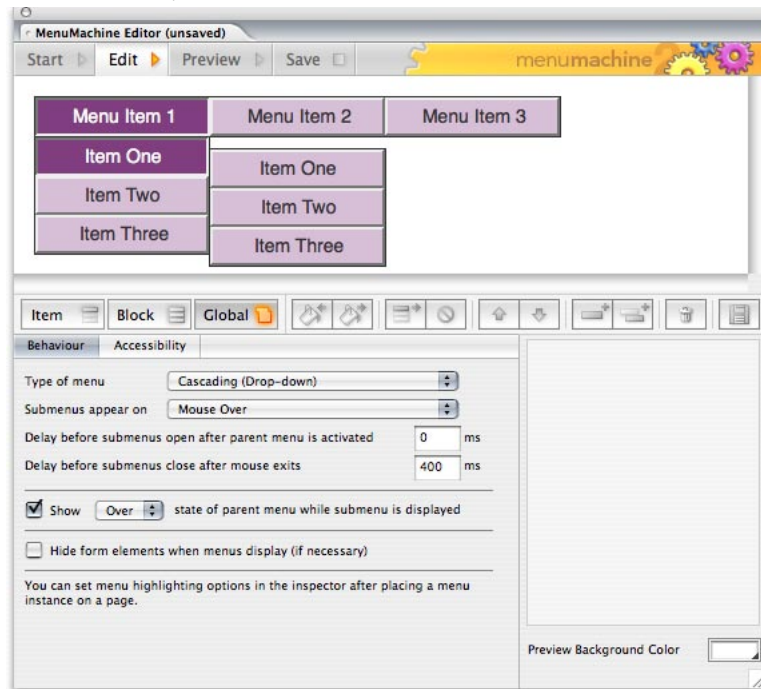 MenuMachine Editor (unsaved)
Start Edit Preview Save menumachine 2
Menu Item 1 Menu Item 2 Menu Item 3
Item One
Item Two
Item Three
Item One
Item Two
Item Three
Item Block Global
Behaviour Accessibility
Type of menu Cascading (Drop-down)
Submenus appear on Mouse Over
Delay before submenus open after parent menu is activated 0 ms
Delay before submenus close after mouse exits 400 ms
Show Over state of parent menu while submenu is displayed
Hide form elements when menus display (if necessary)
You can set menu highlighting options in the inspector after placing a menu
instance on a page.
Preview Background Color